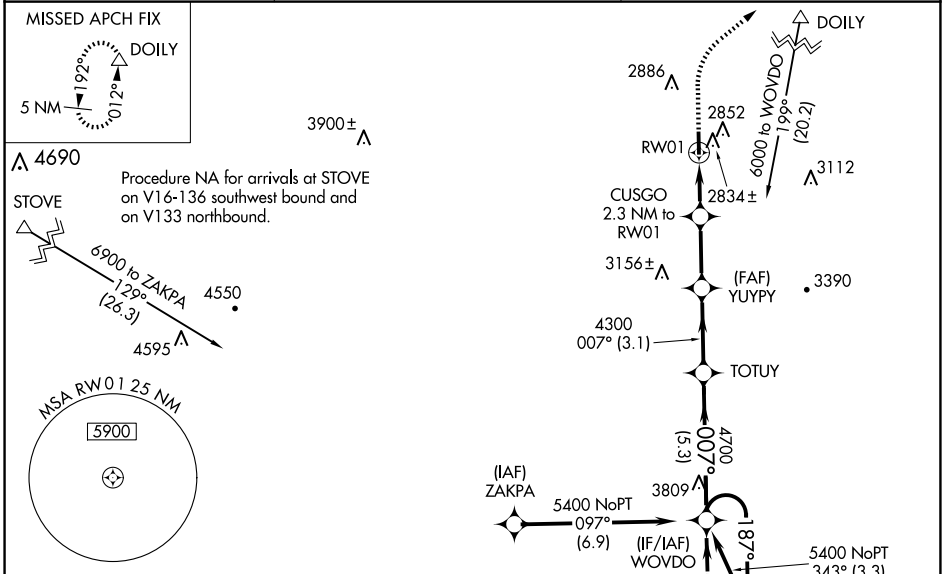 MISSED APCH FIX
DOILY
192°
012°
5 NM
4690
3900±
Procedure NA for arrivals at STOVE
on V16-136 southwest bound and
on V133 northbound.
STOVE
6900 to ZAKPA
129°
(26.3)
4550
4595
MSA RW01 25 NM
5900
DOILY
6000 to WOVDO
199°
(20.2)
2886
2852
RW01
2834±
3112
CUSGO
2.3 NM to
RW01
3156±
(FAF)
YUYPY
3390
4300
007° (3.1)
TOTUY
4700
007°
(5.3)
3809
(IAF)
ZAKPA
5400 NoPT
097°
(6.9)
(IF/IAF)
WOVDO
187°
5400 NoPT
343° (3.3)